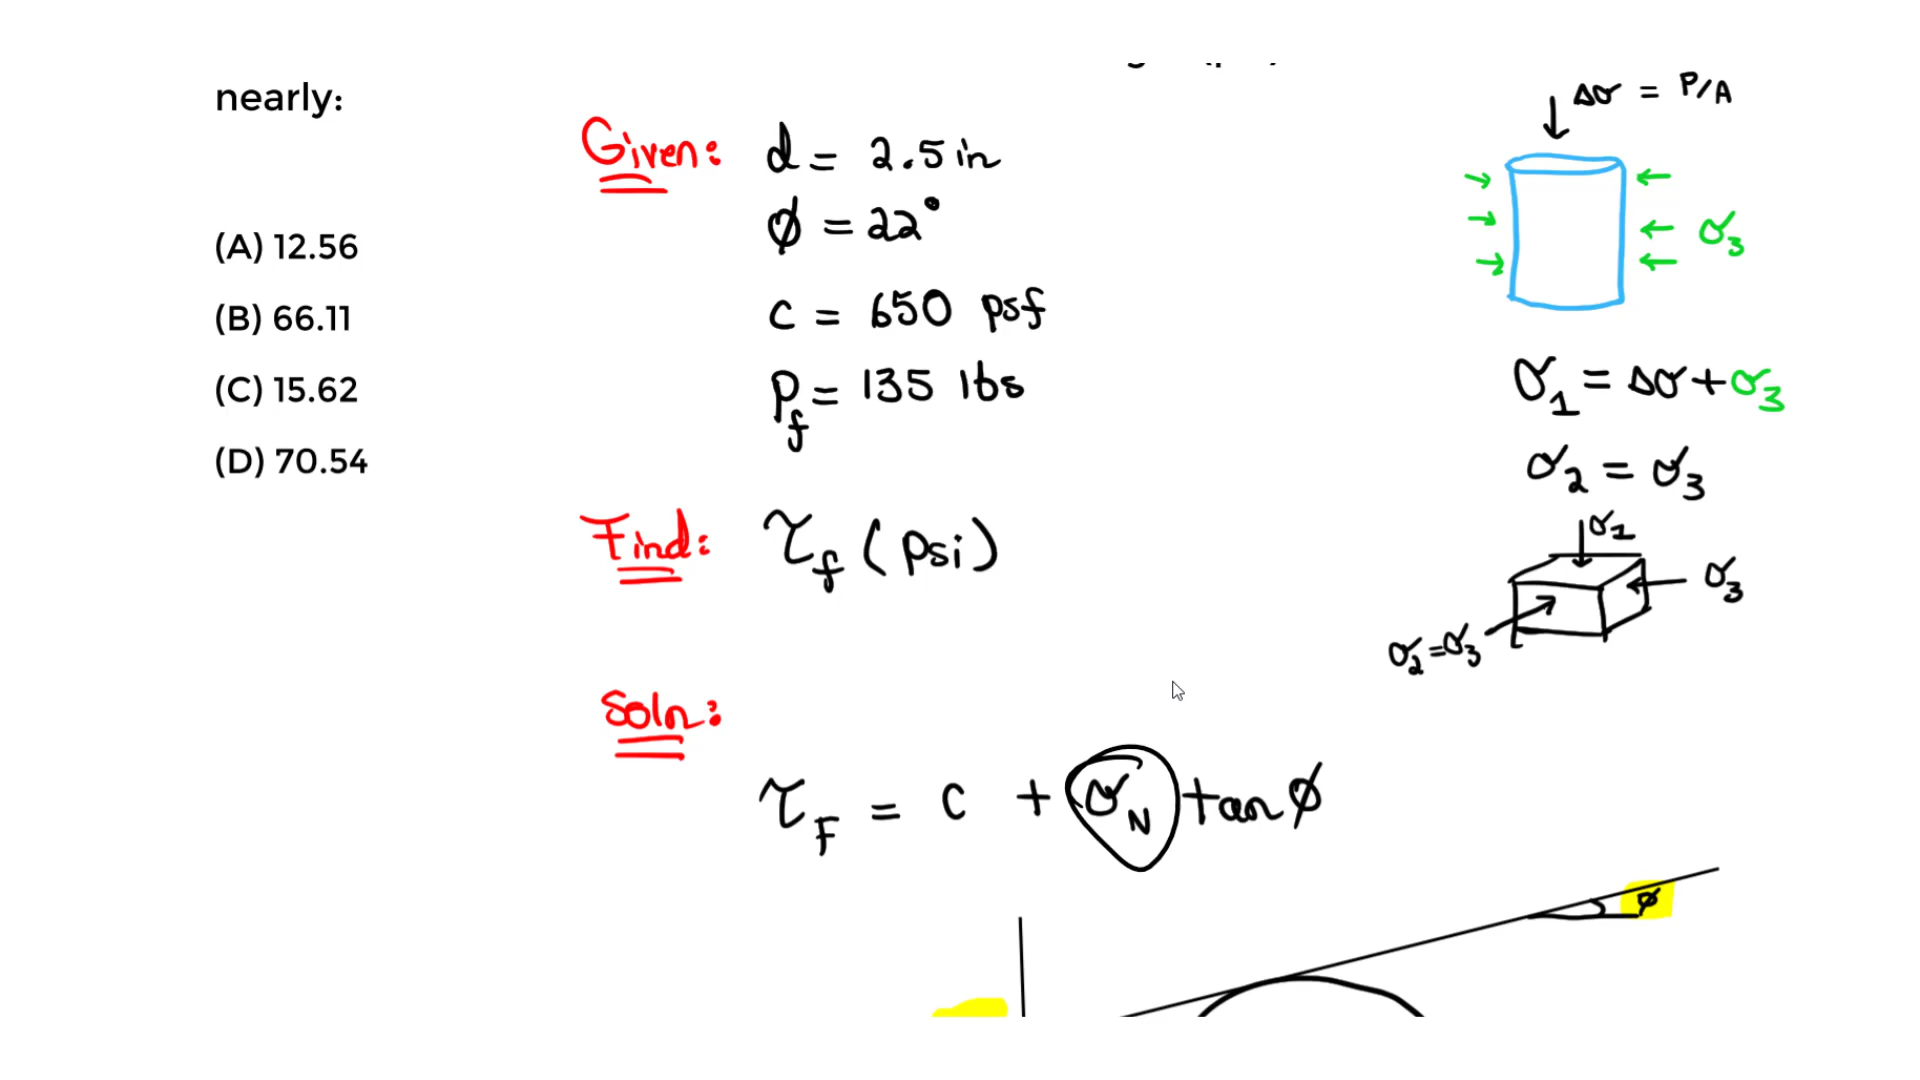 nearly:
(A) 12.56
(B) 66.11
(C) 15.62
(D) 70.54
Given:
d = 2.5 in
φ = 22°
c = 650 psf
Pf = 135 lbs
Find: τf (psi)
Soln:
τF = c + σN tan φ
Δσ = P/A
σ3
σ1 = Δσ + σ3
σ2 = σ3
σ1
σ3
σ2 = σ3
φ